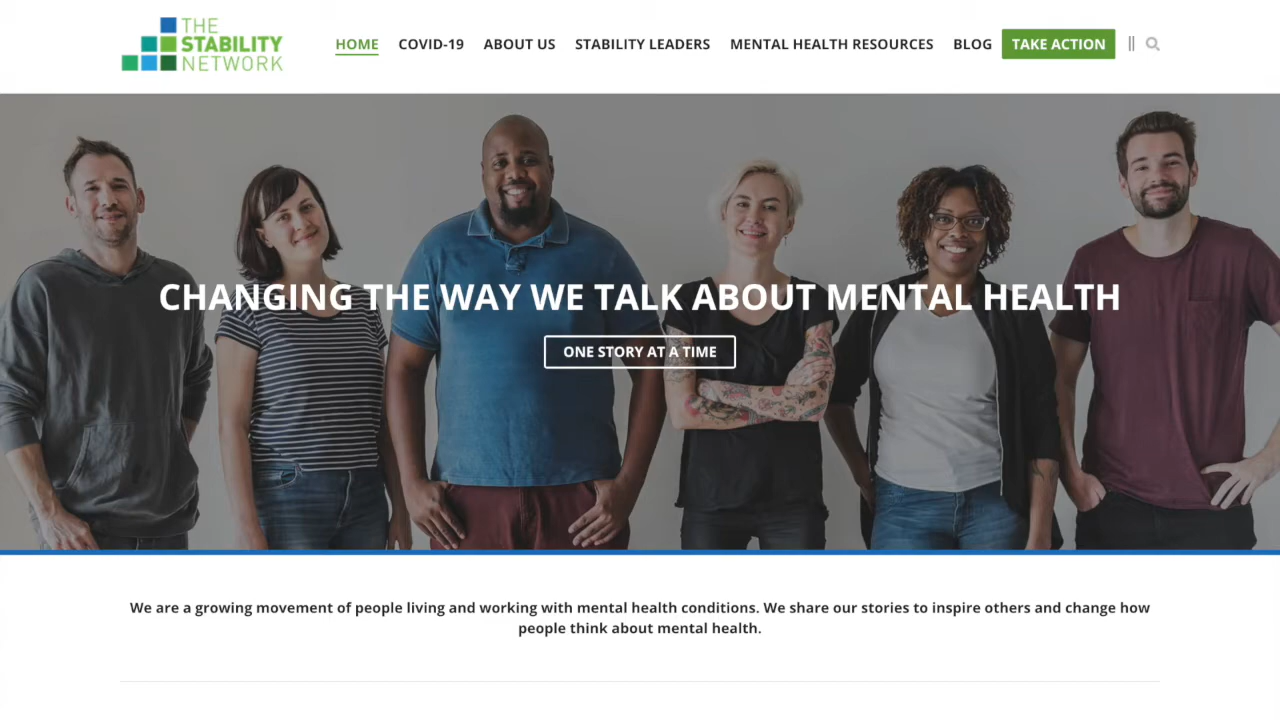 THE
STABILITY
NETWORK
HOME COVID-19 ABOUT US STABILITY LEADERS MENTAL HEALTH RESOURCES BLOG TAKE ACTION
CHANGING THE WAY WE TALK ABOUT MENTAL HEALTH
ONE STORY AT A TIME
We are a growing movement of people living and working with mental health conditions. We share our stories to inspire others and change how
people think about mental health.